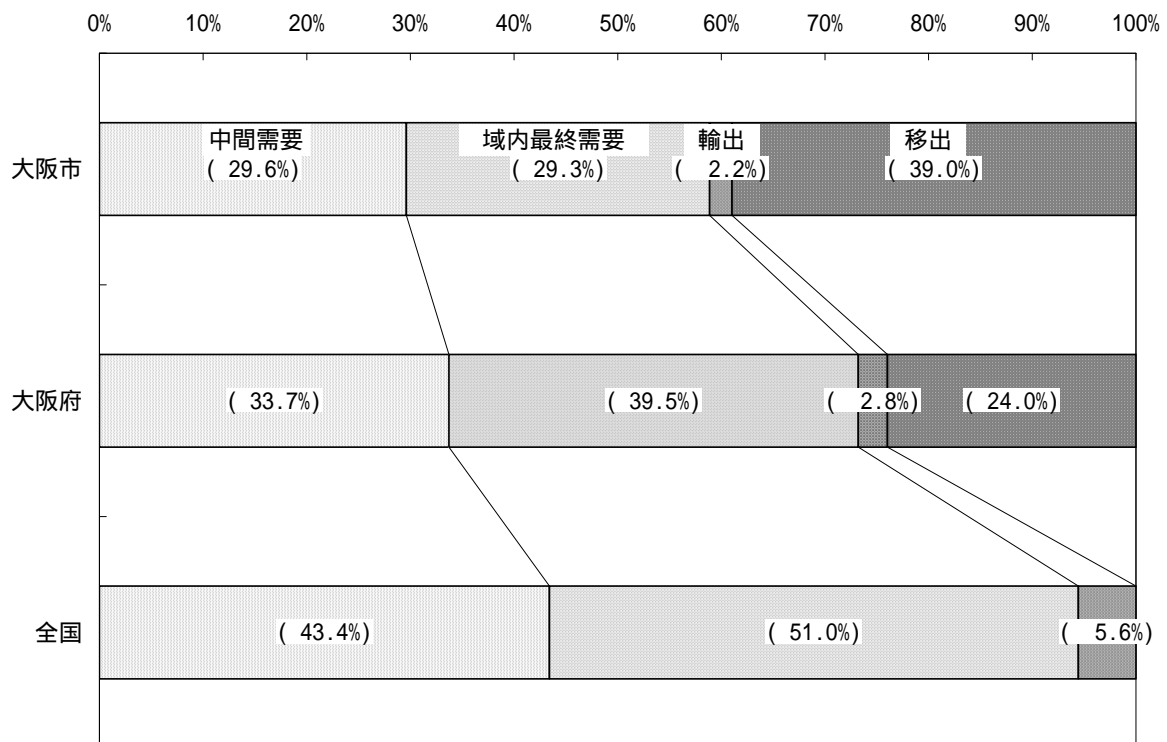 0% 10% 20% 30% 40% 50% 60% 70% 80% 90% 100%
中間需要 域内最終需要 輸出 移出
大阪市 ( 29.6%) ( 29.3%) ( 2.2%) ( 39.0%)
大阪府 ( 33.7%) ( 39.5%) ( 2.8%) ( 24.0%)
全国 ( 43.4%) ( 51.0%) ( 5.6%)